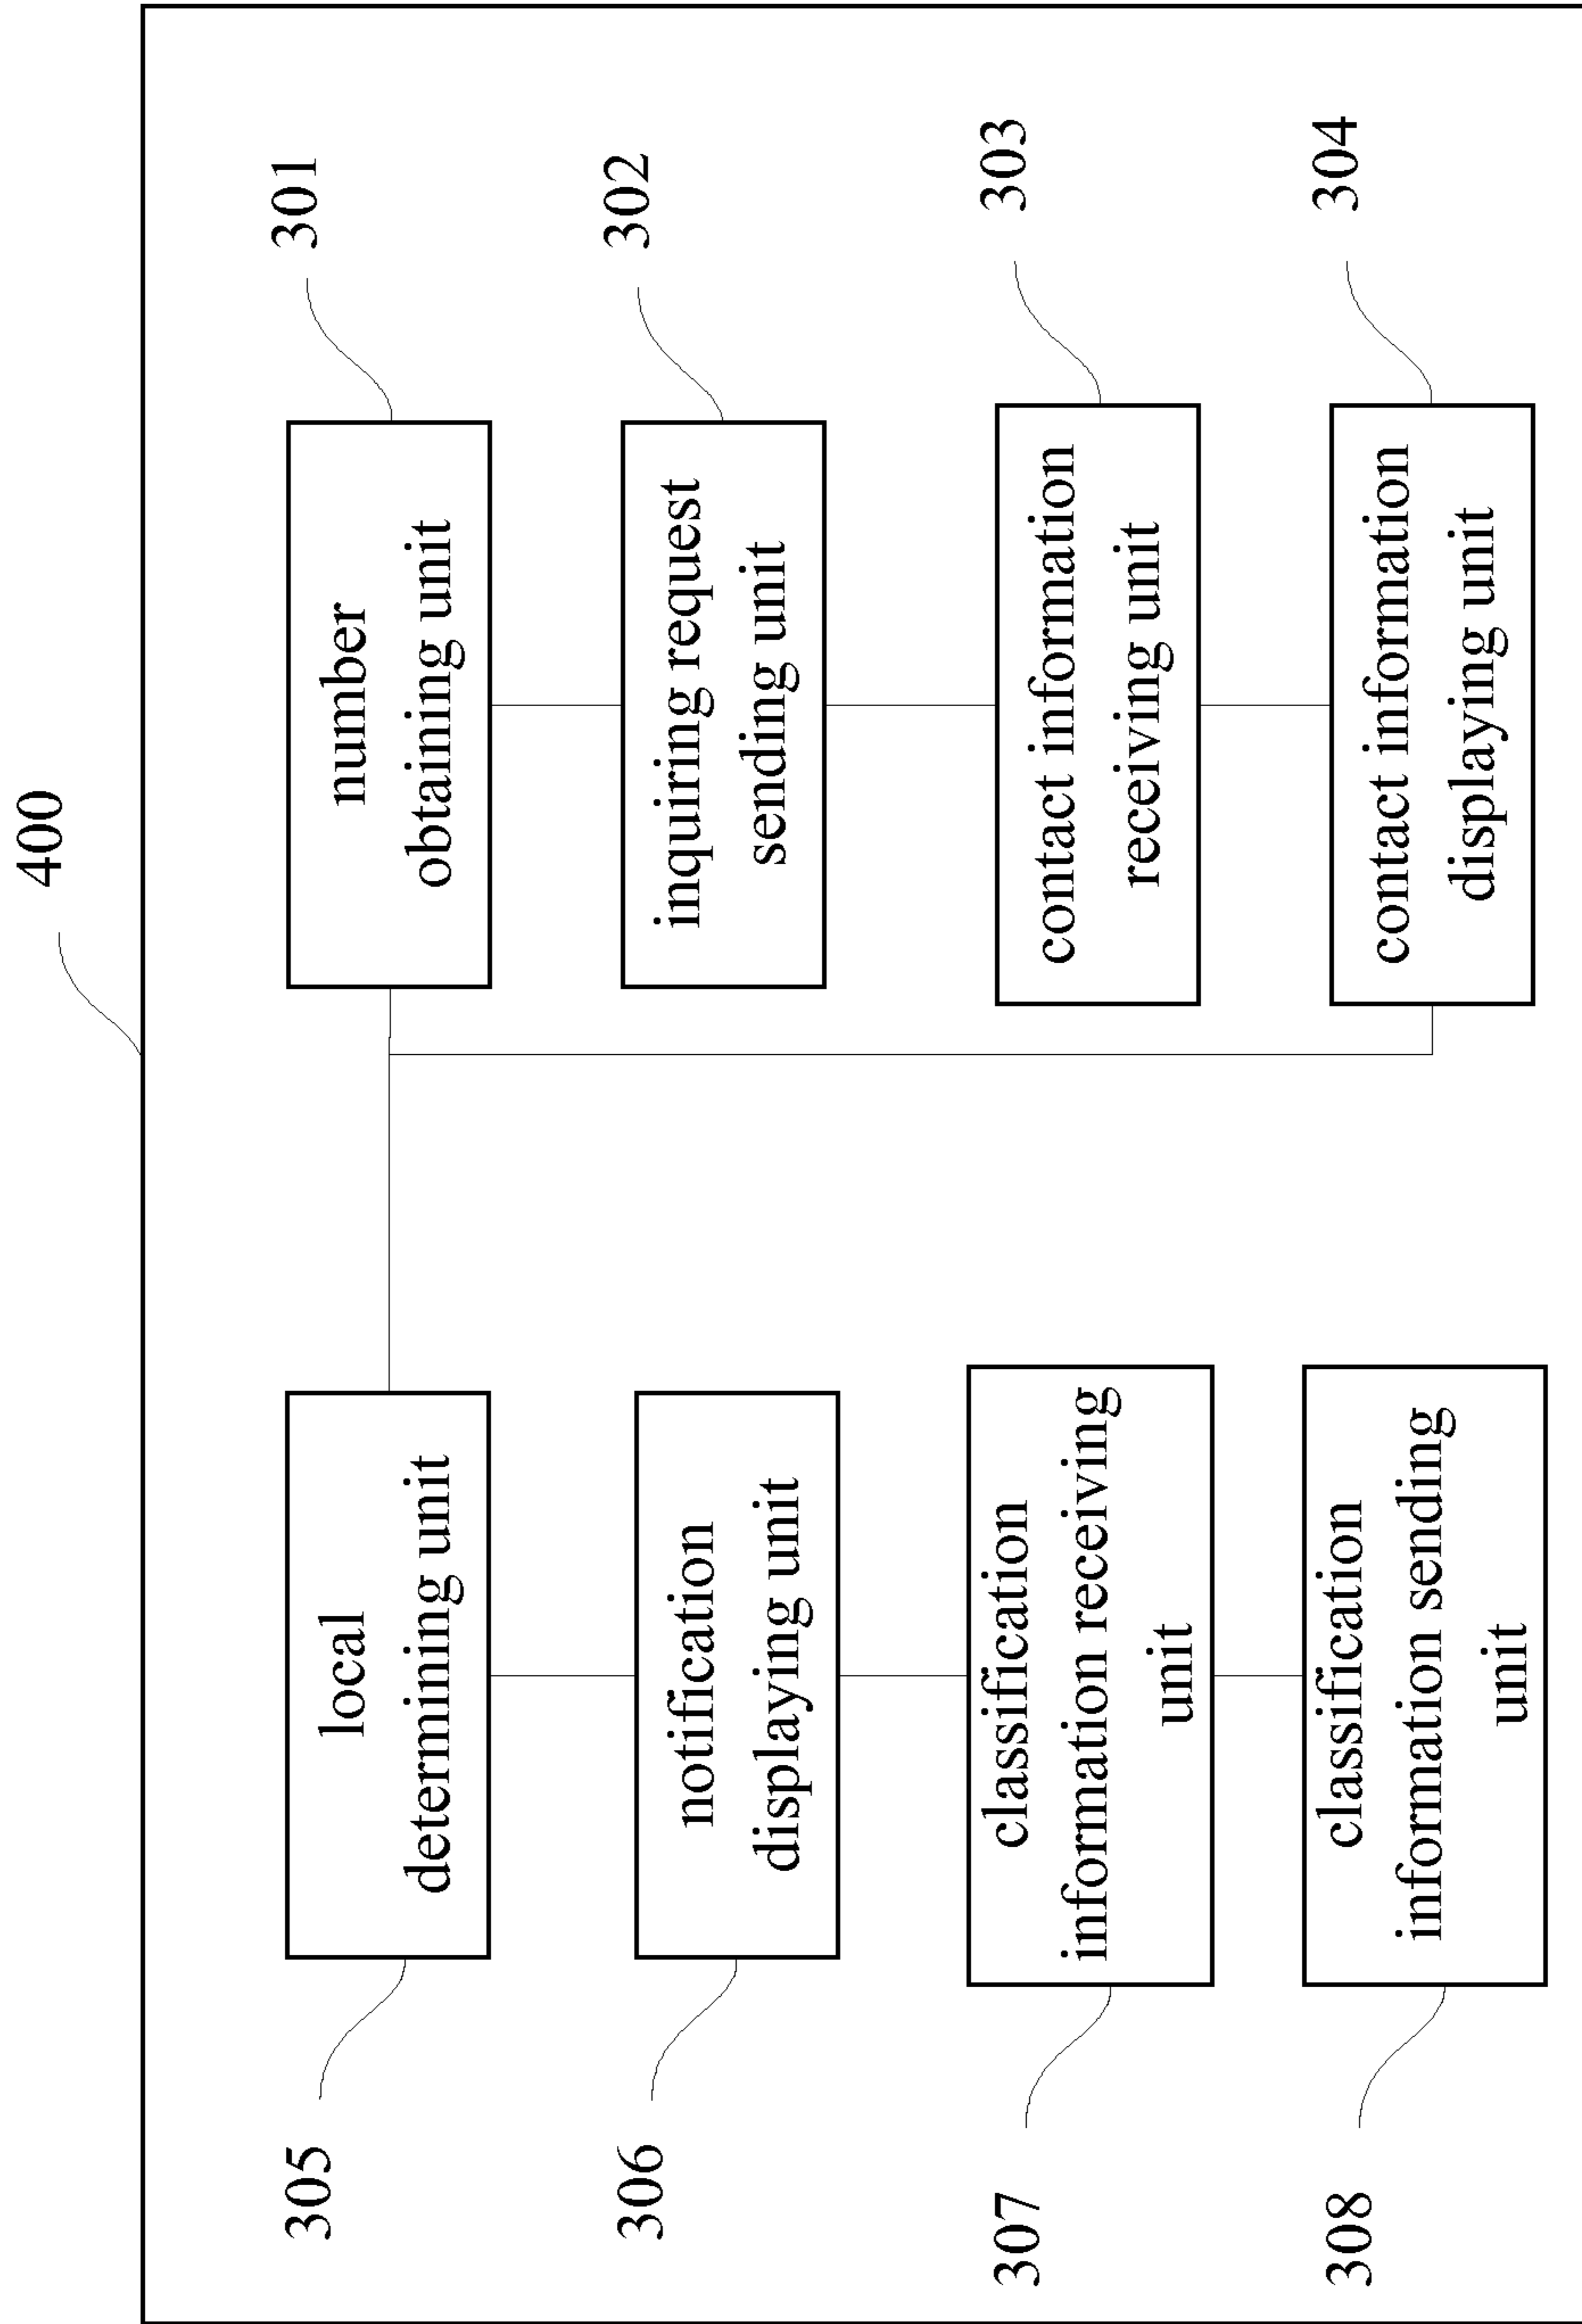 400
305
local
determining unit
306
notification
displaying unit
307
classification
information receiving
unit
308
classification
information sending
unit
number
obtaining unit
301
inquiring request
sending unit
302
contact information
receiving unit
303
contact information
displaying unit
304